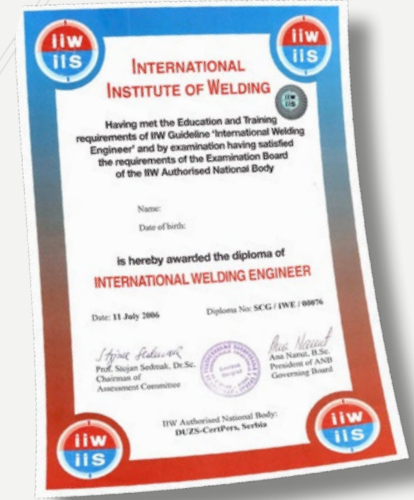 iiw
iis
iiw
iis
INTERNATIONAL
INSTITUTE OF WELDING
iiw
iis
Having met the Education and Training
requirements of IIW Guideline 'International Welding
Engineer' and by examination having satisfied
the requirements of the Examination Board
of the IIW Authorised National Body
Name:
Date of birth:
is hereby awarded the diploma of
INTERNATIONAL WELDING ENGINEER
Date: 11 July 2006
Diploma No: SCG / IWE / 00076
Prof. Stojan Sedmak, Dr.Sc.
Chairman of
Assessment Committee
Ana Nanut, B.Sc.
President of ANB
Governing Board
IIW Authorised National Body:
DUZS-CertPers, Serbia
iiw
iis
iiw
iis